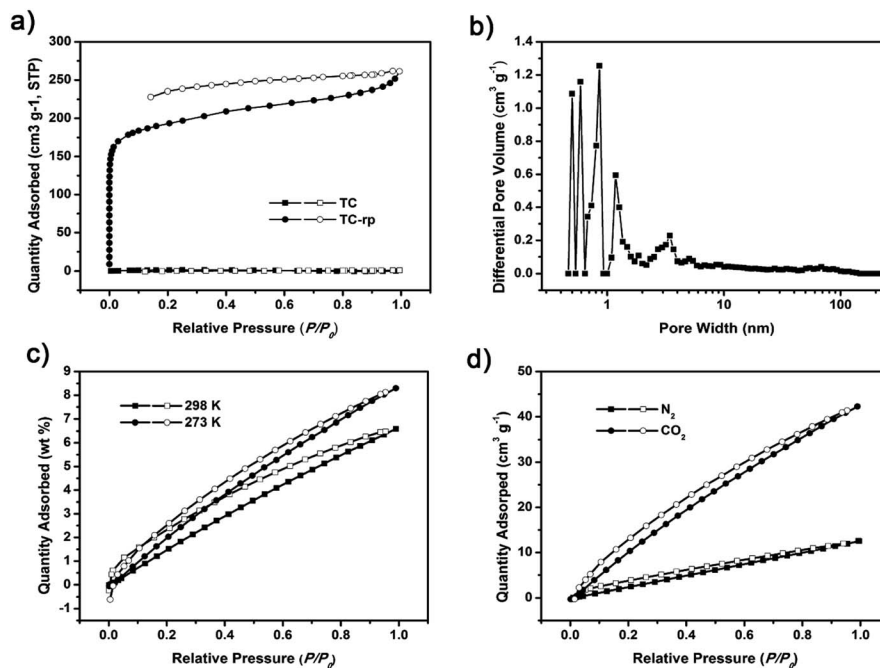 a)
300
250
200
150
100
50
0
Quantity Adsorbed (cm3 g-1, STP)
TC
TC-rp
0.0 0.2 0.4 0.6 0.8 1.0
Relative Pressure (P/P0)
b)
1.4
1.2
1.0
0.8
0.6
0.4
0.2
0.0
Differential Pore Volume (cm³ g⁻¹)
1 10 100
Pore Width (nm)
c)
9
8
7
6
5
4
3
2
1
0
-1
Quantity Adsorbed (wt %)
298 K
273 K
0.0 0.2 0.4 0.6 0.8 1.0
Relative Pressure (P/P0)
d)
50
40
30
20
10
0
Quantity Adsorped (cm³ g⁻¹)
N2
CO2
0.0 0.2 0.4 0.6 0.8 1.0
Relative Pressure (P/P0)